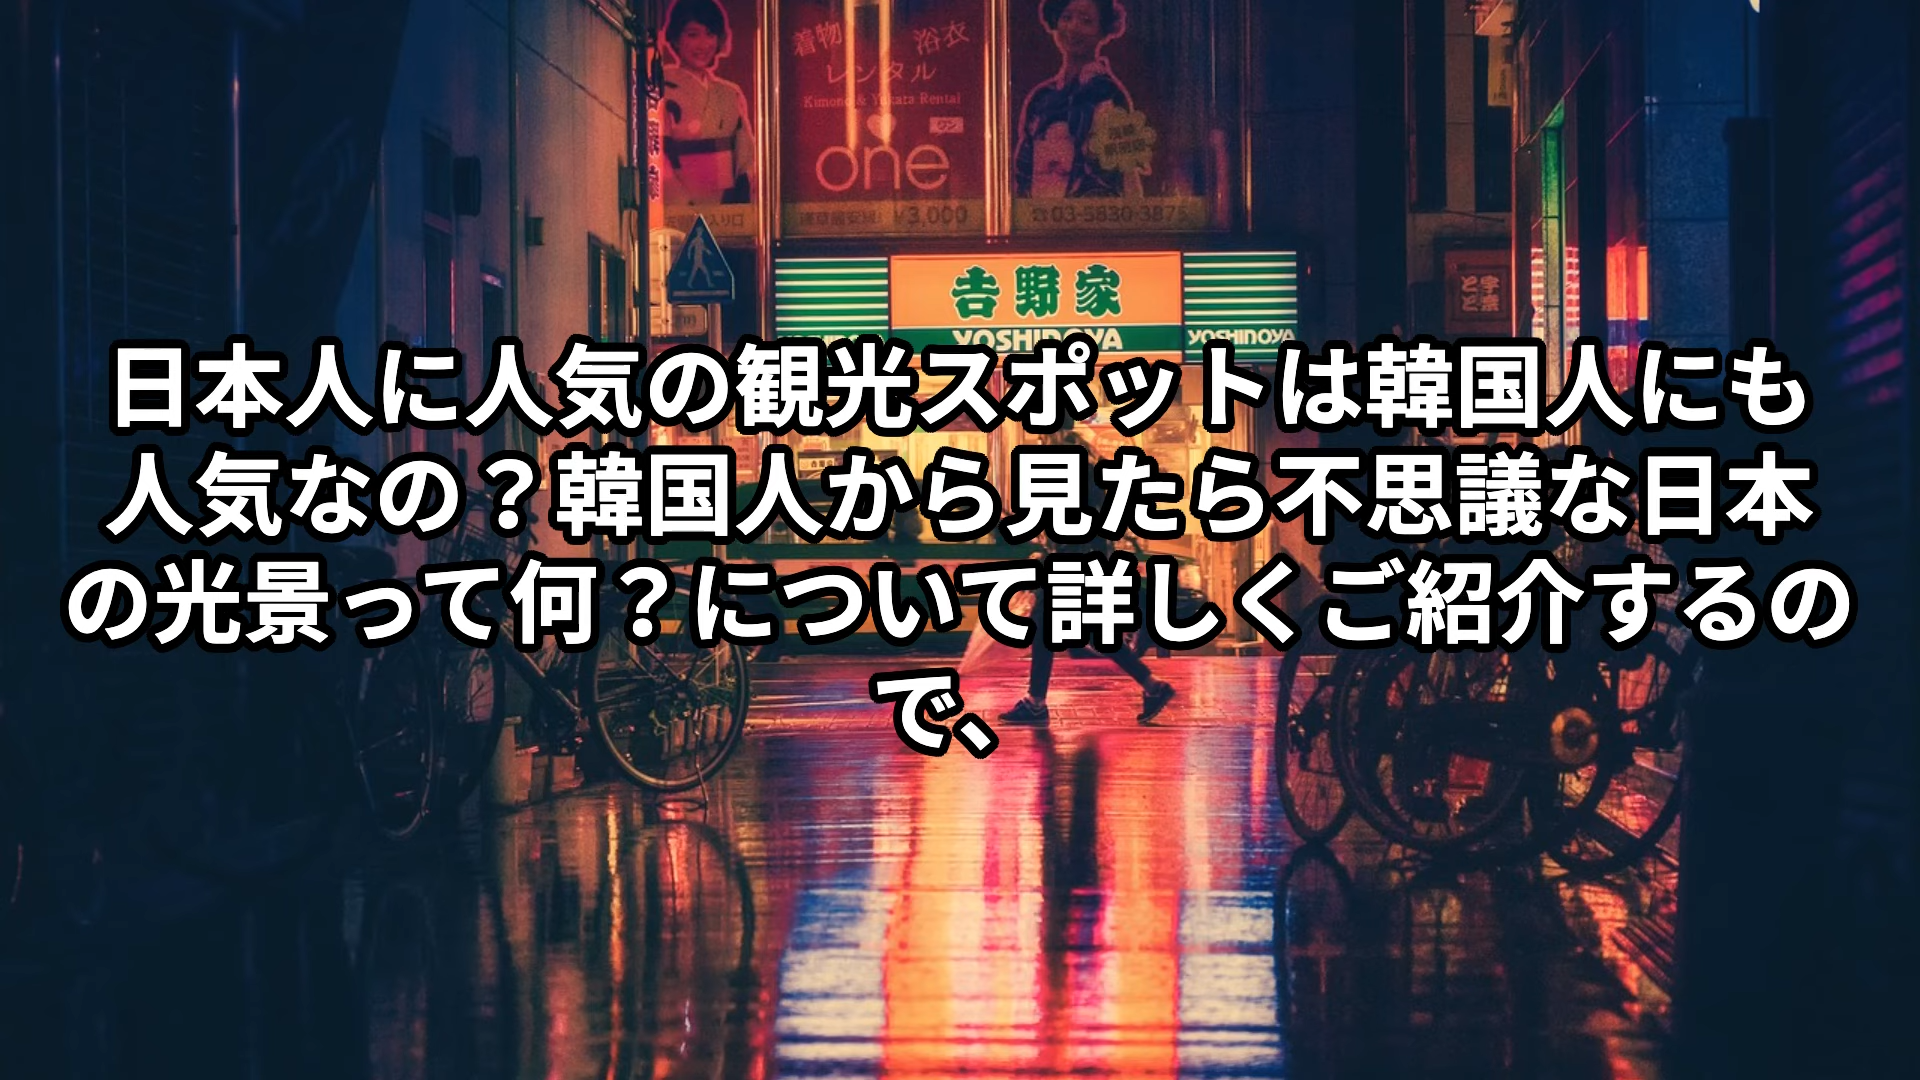 着物 浴衣
レンタル
Kimono & Yukata Rental
one
¥3,000
☎03-5830-3875
吉野家
YOSHINOYA
YOSHINOYA
日本人に人気の観光スポットは韓国人にも
人気なの？韓国人から見たら不思議な日本
の光景って何？について詳しくご紹介するの
で、